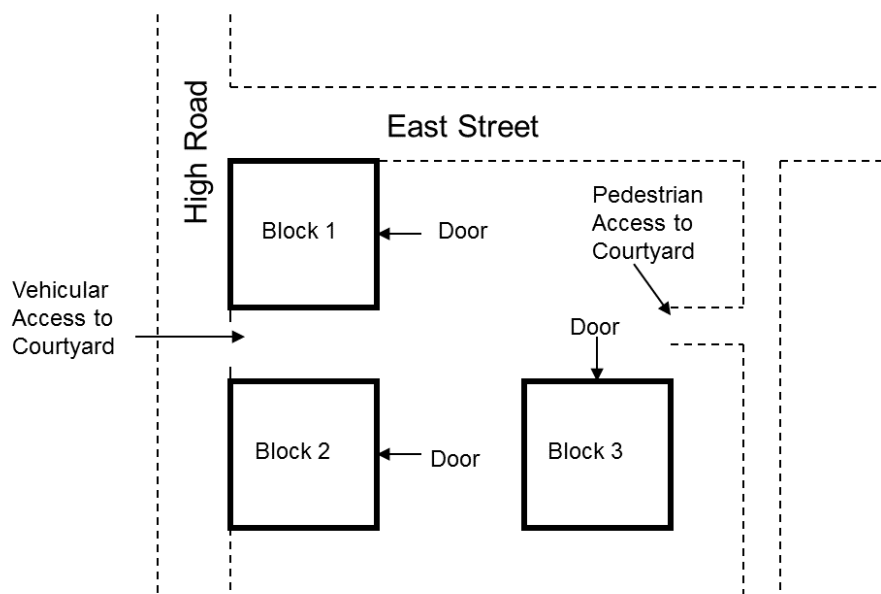 High Road
East Street
Block 1
Door
Pedestrian
Access to
Courtyard
Vehicular
Access to
Courtyard
Door
Block 2
Door
Block 3